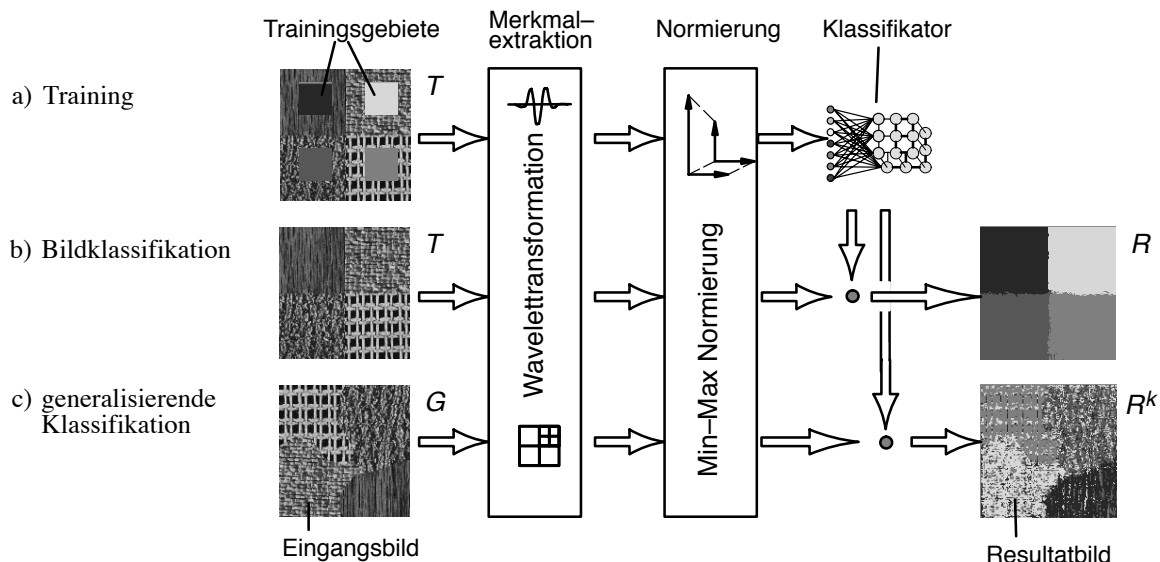 Trainingsgebiete
Merkmal–
extraktion
Normierung
Klassifikator
a) Training
T
Wavelettransformation
Min–Max Normierung
b) Bildklassifikation
T
R
c) generalisierende
Klassifikation
G
R^k
Eingangsbild
Resultatbild